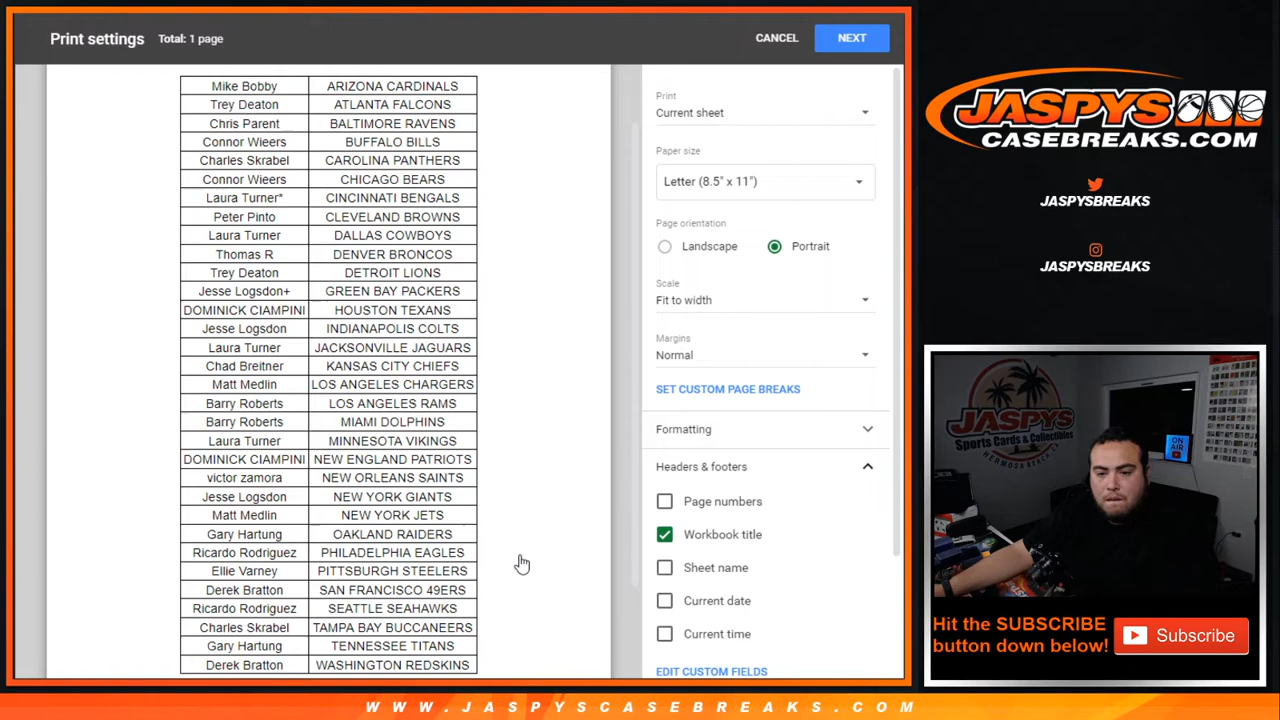 Print settings Total: 1 page
CANCEL NEXT
Mike Bobby ARIZONA CARDINALS
Trey Deaton ATLANTA FALCONS
Chris Parent BALTIMORE RAVENS
Connor Wieers BUFFALO BILLS
Charles Skrabel CAROLINA PANTHERS
Connor Wieers CHICAGO BEARS
Laura Turner* CINCINNATI BENGALS
Peter Pinto CLEVELAND BROWNS
Laura Turner DALLAS COWBOYS
Thomas R DENVER BRONCOS
Trey Deaton DETROIT LIONS
Jesse Logsdon+ GREEN BAY PACKERS
DOMINICK CIAMPINI HOUSTON TEXANS
Jesse Logsdon INDIANAPOLIS COLTS
Laura Turner JACKSONVILLE JAGUARS
Chad Breitner KANSAS CITY CHIEFS
Matt Medlin LOS ANGELES CHARGERS
Barry Roberts LOS ANGELES RAMS
Barry Roberts MIAMI DOLPHINS
Laura Turner MINNESOTA VIKINGS
DOMINICK CIAMPINI NEW ENGLAND PATRIOTS
victor zamora NEW ORLEANS SAINTS
Jesse Logsdon NEW YORK GIANTS
Matt Medlin NEW YORK JETS
Gary Hartung OAKLAND RAIDERS
Ricardo Rodriguez PHILADELPHIA EAGLES
Ellie Varney PITTSBURGH STEELERS
Derek Bratton SAN FRANCISCO 49ERS
Ricardo Rodriguez SEATTLE SEAHAWKS
Charles Skrabel TAMPA BAY BUCCANEERS
Gary Hartung TENNESSEE TITANS
Derek Bratton WASHINGTON REDSKINS
Print
Current sheet
Paper size
Letter (8.5" x 11")
Page orientation
Landscape Portrait
Scale
Fit to width
Margins
Normal
SET CUSTOM PAGE BREAKS
Formatting
Headers & footers
Page numbers
Workbook title
Sheet name
Current date
Current time
EDIT CUSTOM FIELDS
JASPYS
CASEBREAKS.COM
JASPYSBREAKS
JASPYSBREAKS
JASPYS
Sports Cards & Collectibles
HERMOSA BEACH
ON AIR
Hit the SUBSCRIBE
button down below!
Subscribe
WWW.JASPYSCASEBREAKS.COM